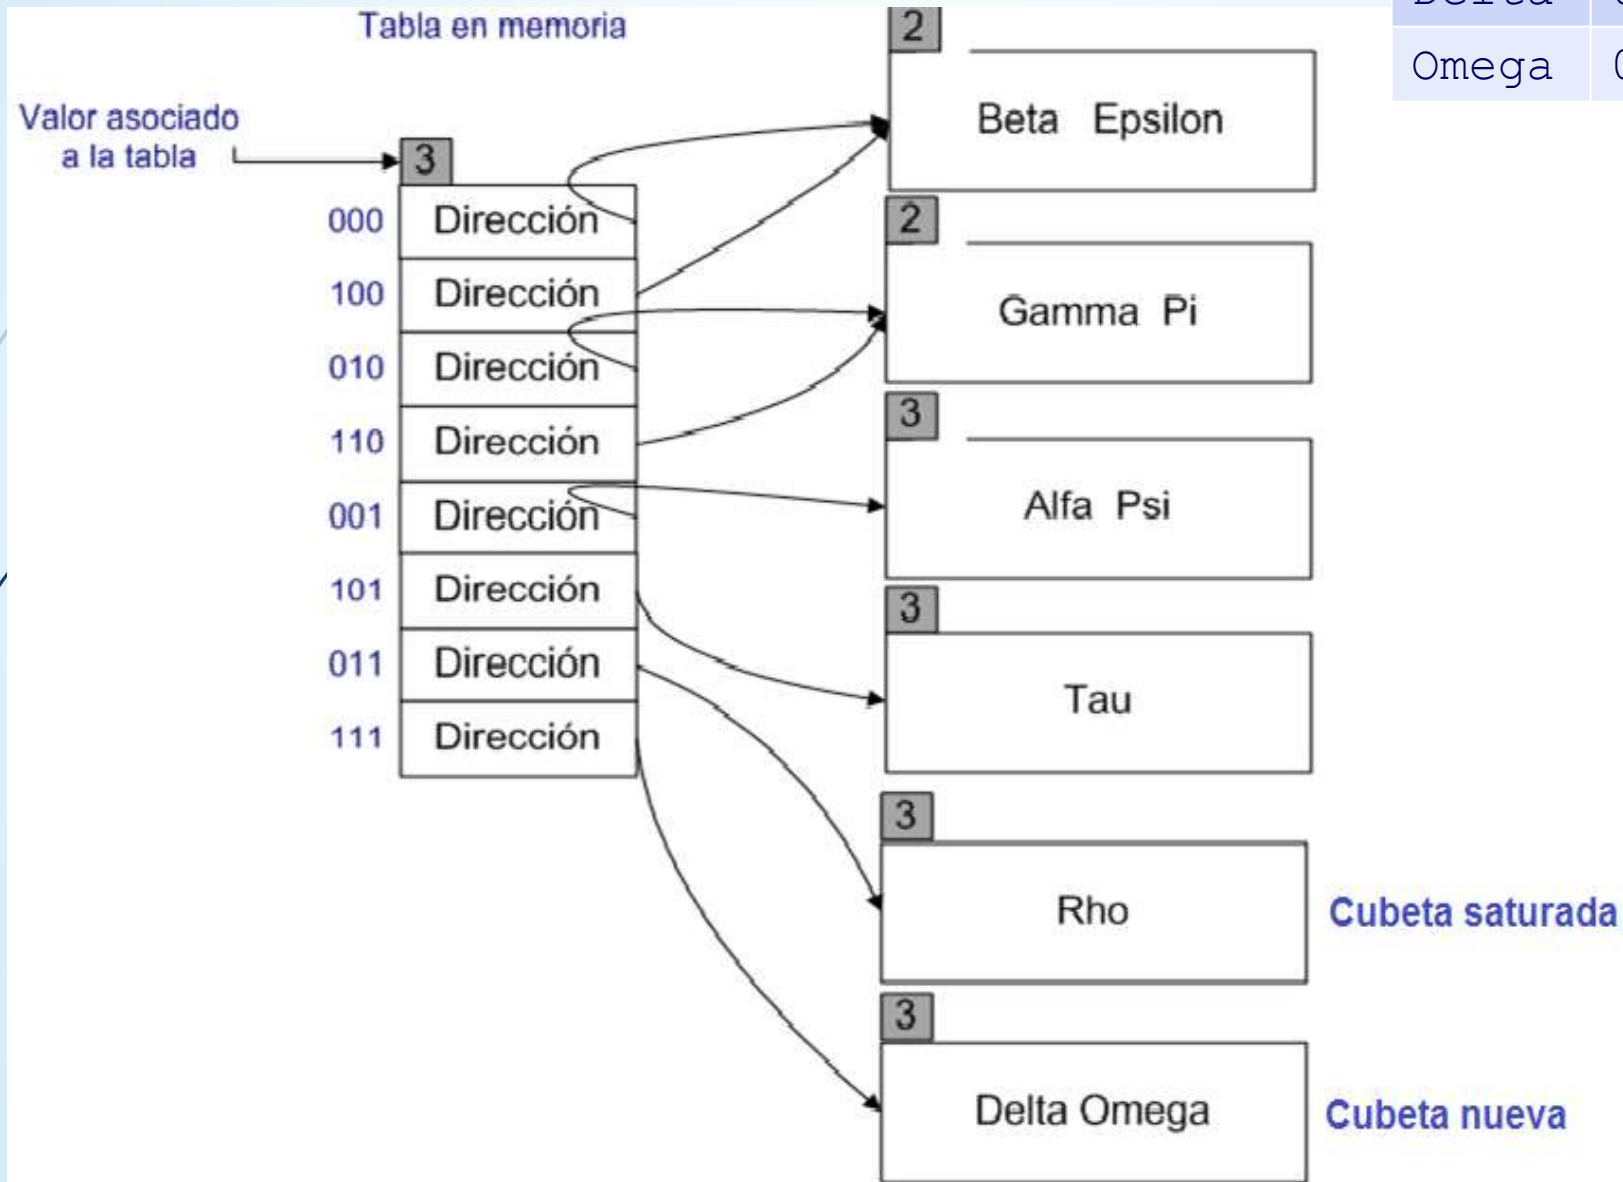 Tabla en memoria
Omega
Valor asociado
a la tabla
3
000 Dirección
100 Dirección
010 Dirección
110 Dirección
001 Dirección
101 Dirección
011 Dirección
111 Dirección
2
Beta Epsilon
2
Gamma Pi
3
Alfa Psi
3
Tau
3
Rho
Cubeta saturada
3
Delta Omega
Cubeta nueva